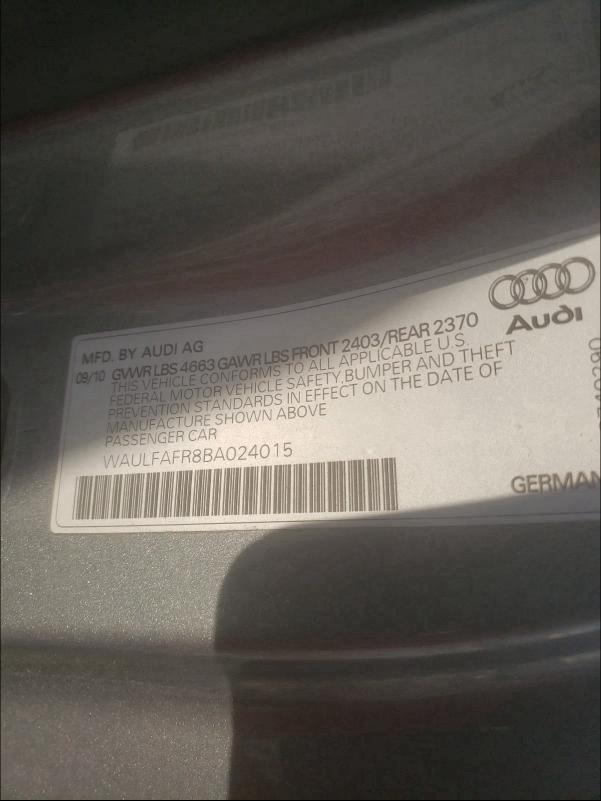 Audi
MFD. BY AUDI AG
09/10 GVWR LBS 4663 GAWR LBS FRONT 2403/REAR 2370
THIS VEHICLE CONFORMS TO ALL APPLICABLE U.S.
FEDERAL MOTOR VEHICLE SAFETY, BUMPER AND THEFT
PREVENTION STANDARDS IN EFFECT ON THE DATE OF
MANUFACTURE SHOWN ABOVE
PASSENGER CAR
WAULFAFR8BA024015
GERMAN